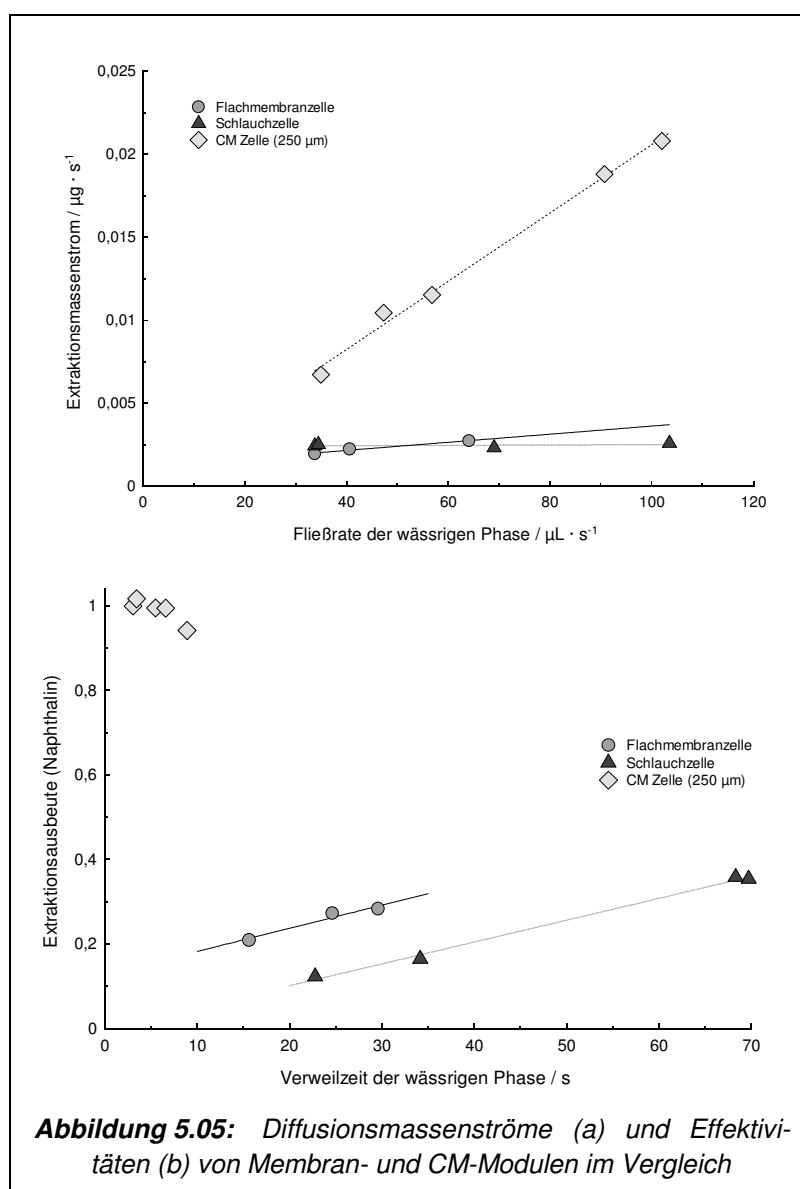 0,025
Flachmembranzelle
Schlauchzelle
CM Zelle (250 µm)
0,02
0,015
0,01
0,005
0
Extraktionsmassenstrom / µg · s⁻¹
0 20 40 60 80 100 120
Fließrate der wässrigen Phase / µL · s⁻¹
1
0,8
0,6
0,4
0,2
0
Extraktionsausbeute (Naphthalin)
Flachmembranzelle
Schlauchzelle
CM Zelle (250 µm)
0 10 20 30 40 50 60 70
Verweilzeit der wässrigen Phase / s
Abbildung 5.05: Diffusionsmassenströme (a) und Effektivi-
täten (b) von Membran- und CM-Modulen im Vergleich